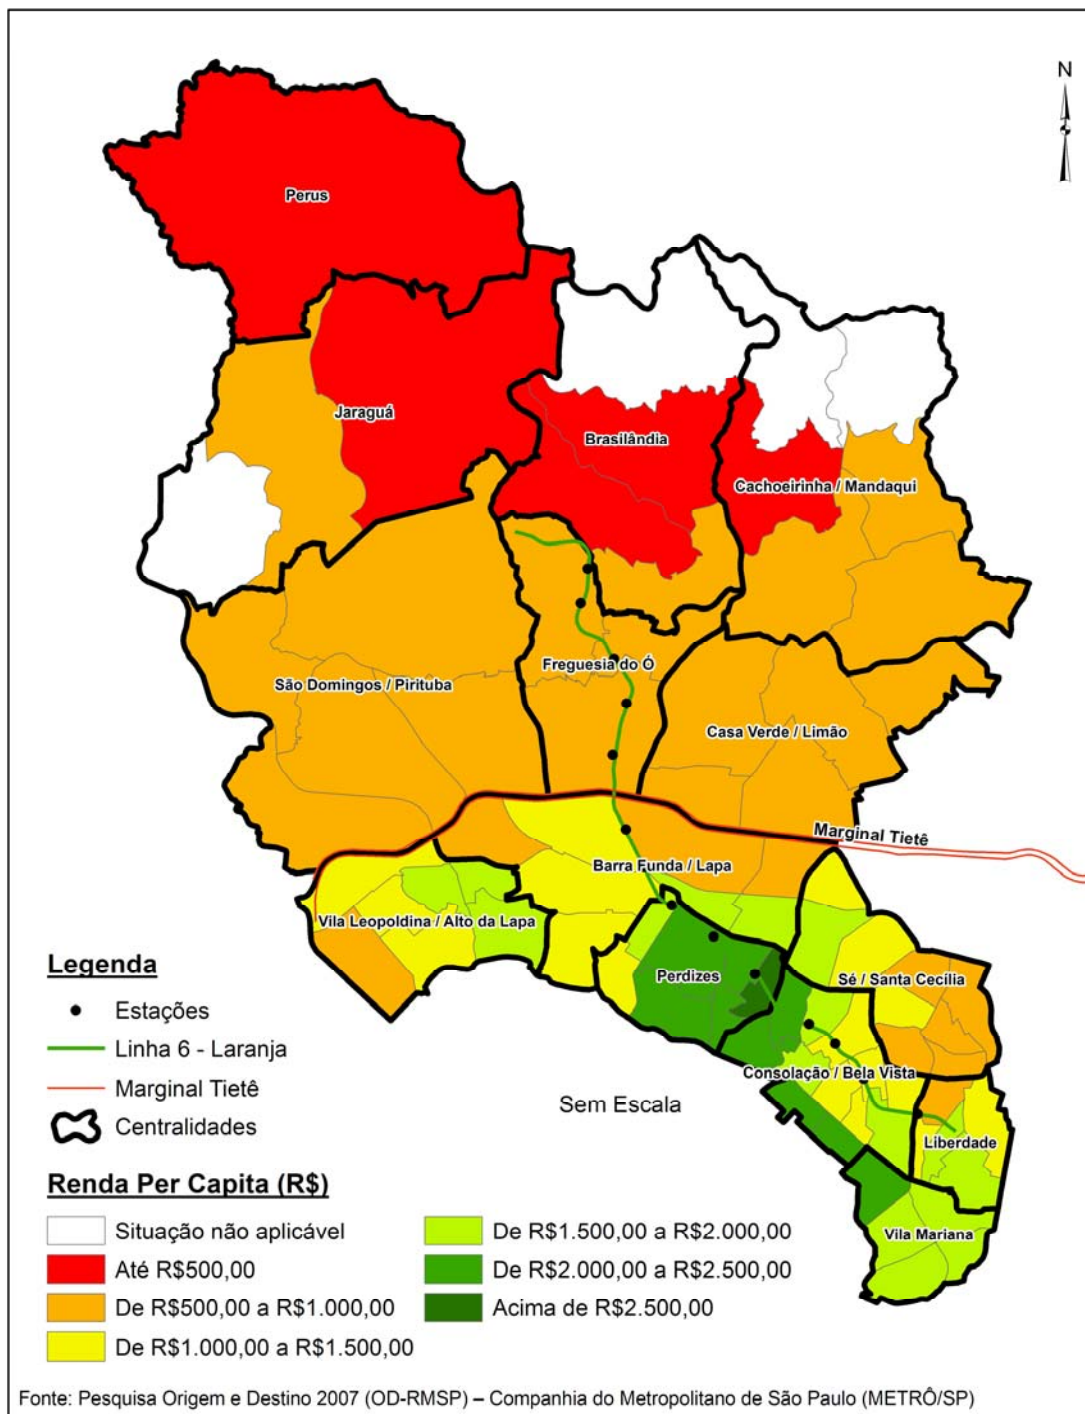 N
Perus
Jaraguá
Brasilândia
Cachoeirinha / Mandaqui
Freguesia do Ó
São Domingos / Pirituba
Casa Verde / Limão
Marginal Tietê
Barra Funda / Lapa
Vila Leopoldina / Alto da Lapa
Perdizes
Sé / Santa Cecília
Consolação / Bela Vista
Liberdade
Vila Mariana
Sem Escala
Legenda
Estações
Linha 6 - Laranja
Marginal Tietê
Centralidades
Renda Per Capita (R$)
Situação não aplicável
Até R$500,00
De R$500,00 a R$1.000,00
De R$1.000,00 a R$1.500,00
De R$1.500,00 a R$2.000,00
De R$2.000,00 a R$2.500,00
Acima de R$2.500,00
Fonte: Pesquisa Origem e Destino 2007 (OD-RMSP) – Companhia do Metropolitano de São Paulo (METRÔ/SP)